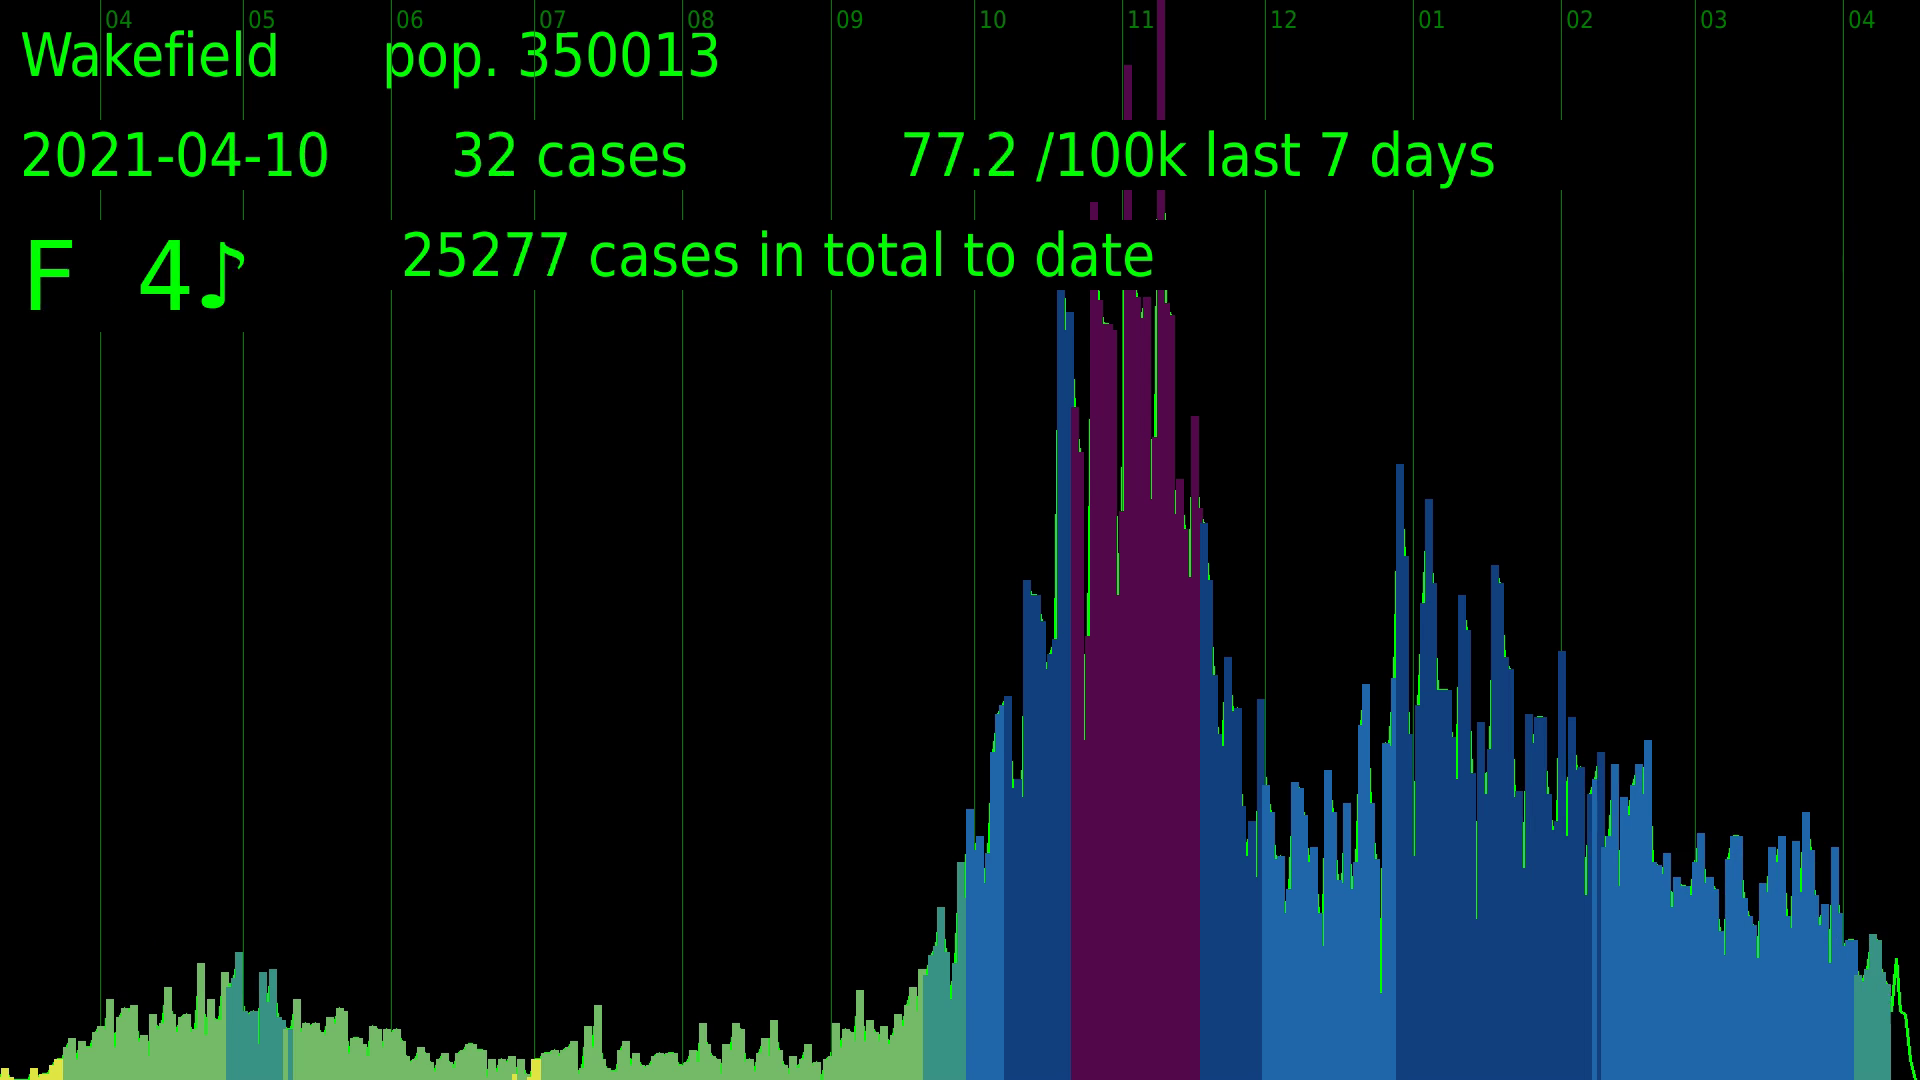 04 05 06 07 08 09 10 11 12 01 02 03 04
Wakefield pop. 350013
2021-04-10 32 cases 77.2 /100k last 7 days
F 4♪ 25277 cases in total to date